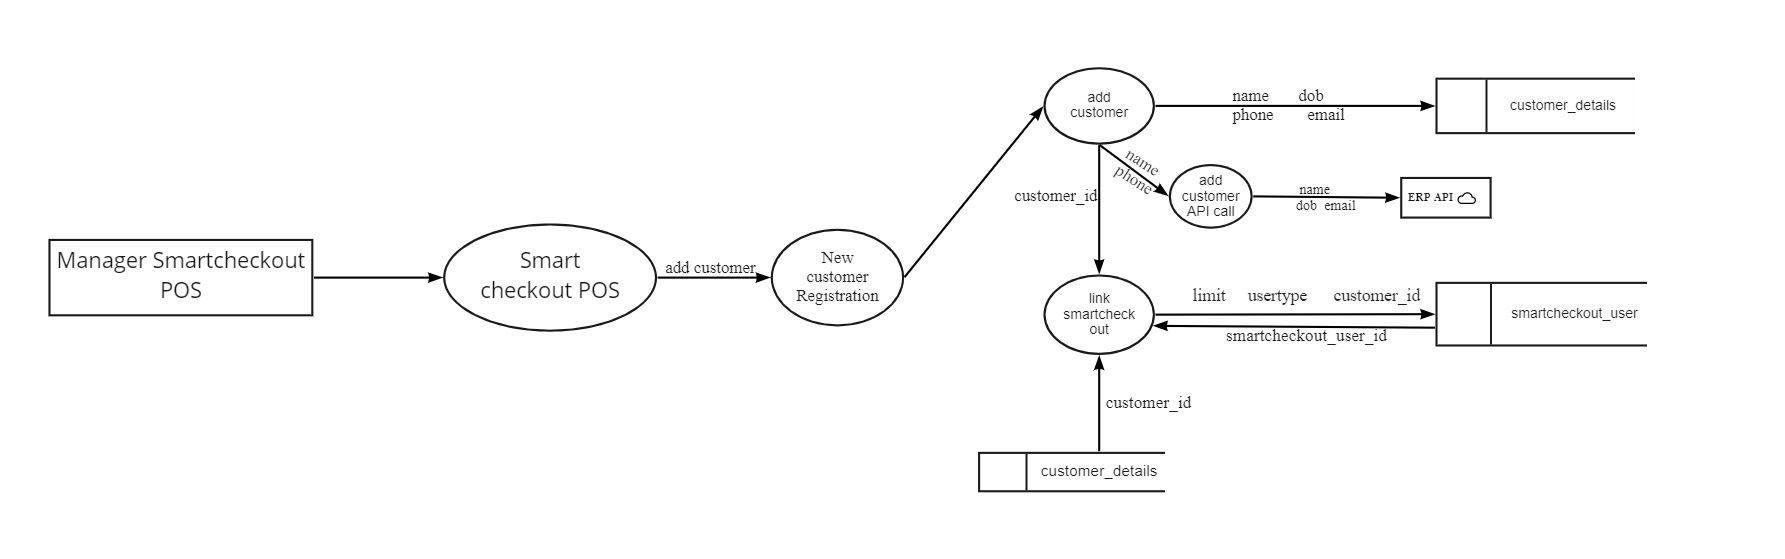 Manager Smartcheckout
POS
Smart
checkout POS
add customer
New
customer
Registration
add
customer
name dob
phone email
customer_details
name
phone
customer_id
add
customer
API call
name
dob email
ERP API
link
smartcheck
out
limit usertype customer_id
smartcheckout_user_id
smartcheckout_user
customer_id
customer_details